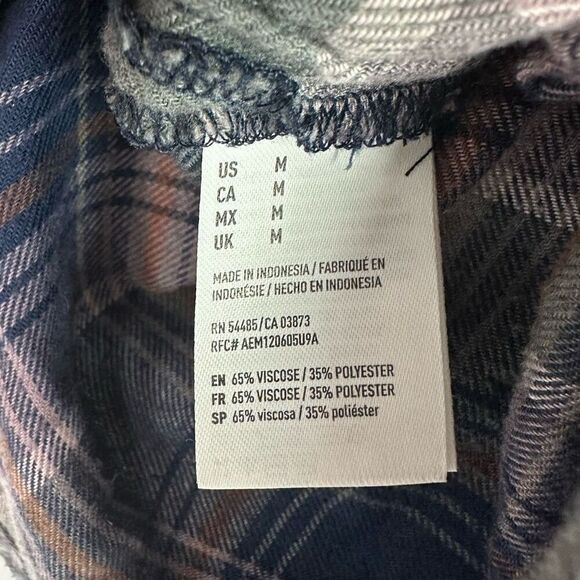 US M
CA M
MX M
UK M
MADE IN INDONESIA / FABRIQUÉ EN
INDONÉSIE / HECHO EN INDONESIA
RN 54485/CA 03873
RFC# AEM120605U9A
EN 65% VISCOSE / 35% POLYESTER
FR 65% VISCOSE / 35% POLYESTER
SP 65% viscosa / 35% poliéster